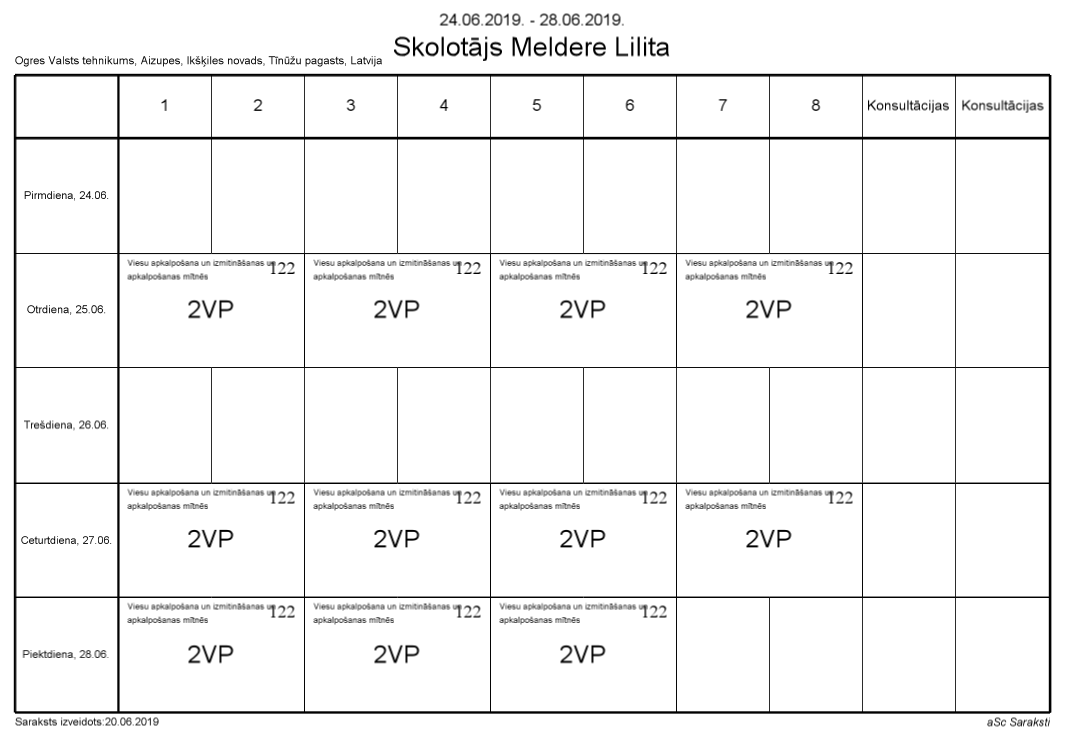 24.06.2019. - 28.06.2019.
Skolotājs Meldere Lilita
Ogres Valsts tehnikums, Aizupes, Ikšķiles novads, Tīnūžu pagasts, Latvija
1 2 3 4 5 6 7 8 Konsultācijas Konsultācijas
Pirmdiena, 24.06.
Viesu apkalpošana un izmitināšanas un 122 Viesu apkalpošana un izmitināšanas un 122 Viesu apkalpošana un izmitināšanas un 122 Viesu apkalpošana un izmitināšanas un 122
apkalpošanas mītnēs apkalpošanas mītnēs apkalpošanas mītnēs apkalpošanas mītnēs
Otrdiena, 25.06. 2VP 2VP 2VP 2VP
Trešdiena, 26.06.
Viesu apkalpošana un izmitināšanas un 122 Viesu apkalpošana un izmitināšanas un 122 Viesu apkalpošana un izmitināšanas un 122 Viesu apkalpošana un izmitināšanas un 122
apkalpošanas mītnēs apkalpošanas mītnēs apkalpošanas mītnēs apkalpošanas mītnēs
Ceturtdiena, 27.06. 2VP 2VP 2VP 2VP
Viesu apkalpošana un izmitināšanas un 122 Viesu apkalpošana un izmitināšanas un 122 Viesu apkalpošana un izmitināšanas un 122
apkalpošanas mītnēs apkalpošanas mītnēs apkalpošanas mītnēs
Piektdiena, 28.06. 2VP 2VP 2VP
Saraksts izveidots:20.06.2019 aSc Saraksti